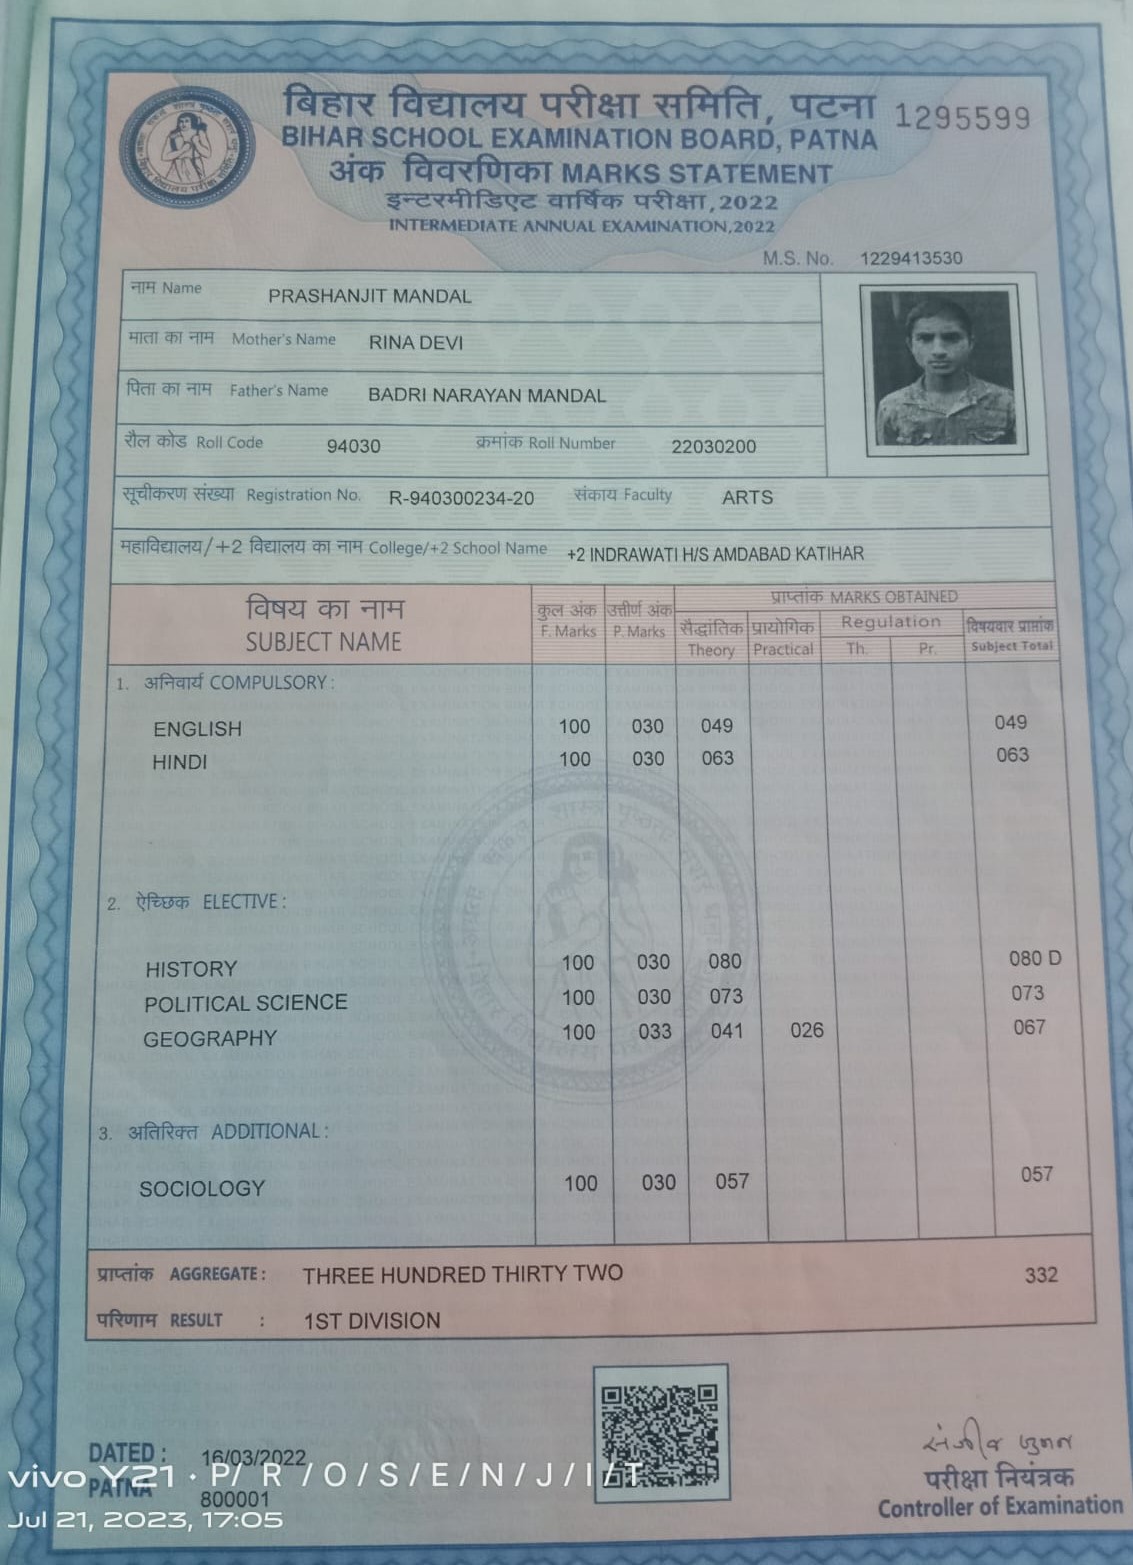 बिहार विद्यालय परीक्षा समिति, पटना 1295599
BIHAR SCHOOL EXAMINATION BOARD, PATNA
अंक विवरणिका MARKS STATEMENT
इन्टरमीडिएट वार्षिक परीक्षा,2022
INTERMEDIATE ANNUAL EXAMINATION,2022
M.S. No. 1229413530
नाम Name PRASHANJIT MANDAL
माता का नाम Mother's Name RINA DEVI
पिता का नाम Father's Name BADRI NARAYAN MANDAL
रौल कोड Roll Code 94030 क्रमांक Roll Number 22030200
सूचीकरण संख्या Registration No. R-940300234-20 संकाय Faculty ARTS
महाविद्यालय/+2 विद्यालय का नाम College/+2 School Name +2 INDRAWATI H/S AMDABAD KATIHAR
विषय का नाम कुल अंक उत्तीर्ण अंक प्राप्तांक MARKS OBTAINED
SUBJECT NAME F. Marks P. Marks सैद्धांतिक प्रायोगिक Regulation विषयवार प्राप्तांक
Theory Practical Th. Pr. Subject Total
1. अनिवार्य COMPULSORY :
ENGLISH 100 030 049 049
HINDI 100 030 063 063
2. ऐच्छिक ELECTIVE :
HISTORY 100 030 080 080 D
POLITICAL SCIENCE 100 030 073 073
GEOGRAPHY 100 033 041 026 067
3. अतिरिक्त ADDITIONAL :
SOCIOLOGY 100 030 057 057
प्राप्तांक AGGREGATE : THREE HUNDRED THIRTY TWO 332
परिणाम RESULT : 1ST DIVISION
DATED : 16/03/2022
PATNA 800001
परीक्षा नियंत्रक
Controller of Examination
vivo Y21 · P/ R / O / S / E / N / J / I / T
Jul 21, 2023, 17:05